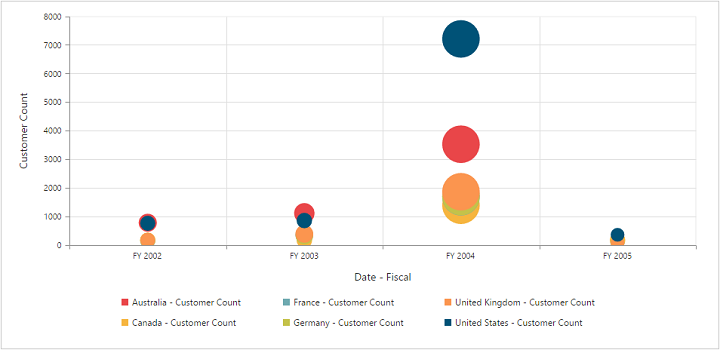 8000
7000
6000
5000
4000
3000
2000
1000
0
Customer Count
FY 2002 FY 2003 FY 2004 FY 2005
Date - Fiscal
Australia - Customer Count France - Customer Count United Kingdom - Customer Count
Canada - Customer Count Germany - Customer Count United States - Customer Count